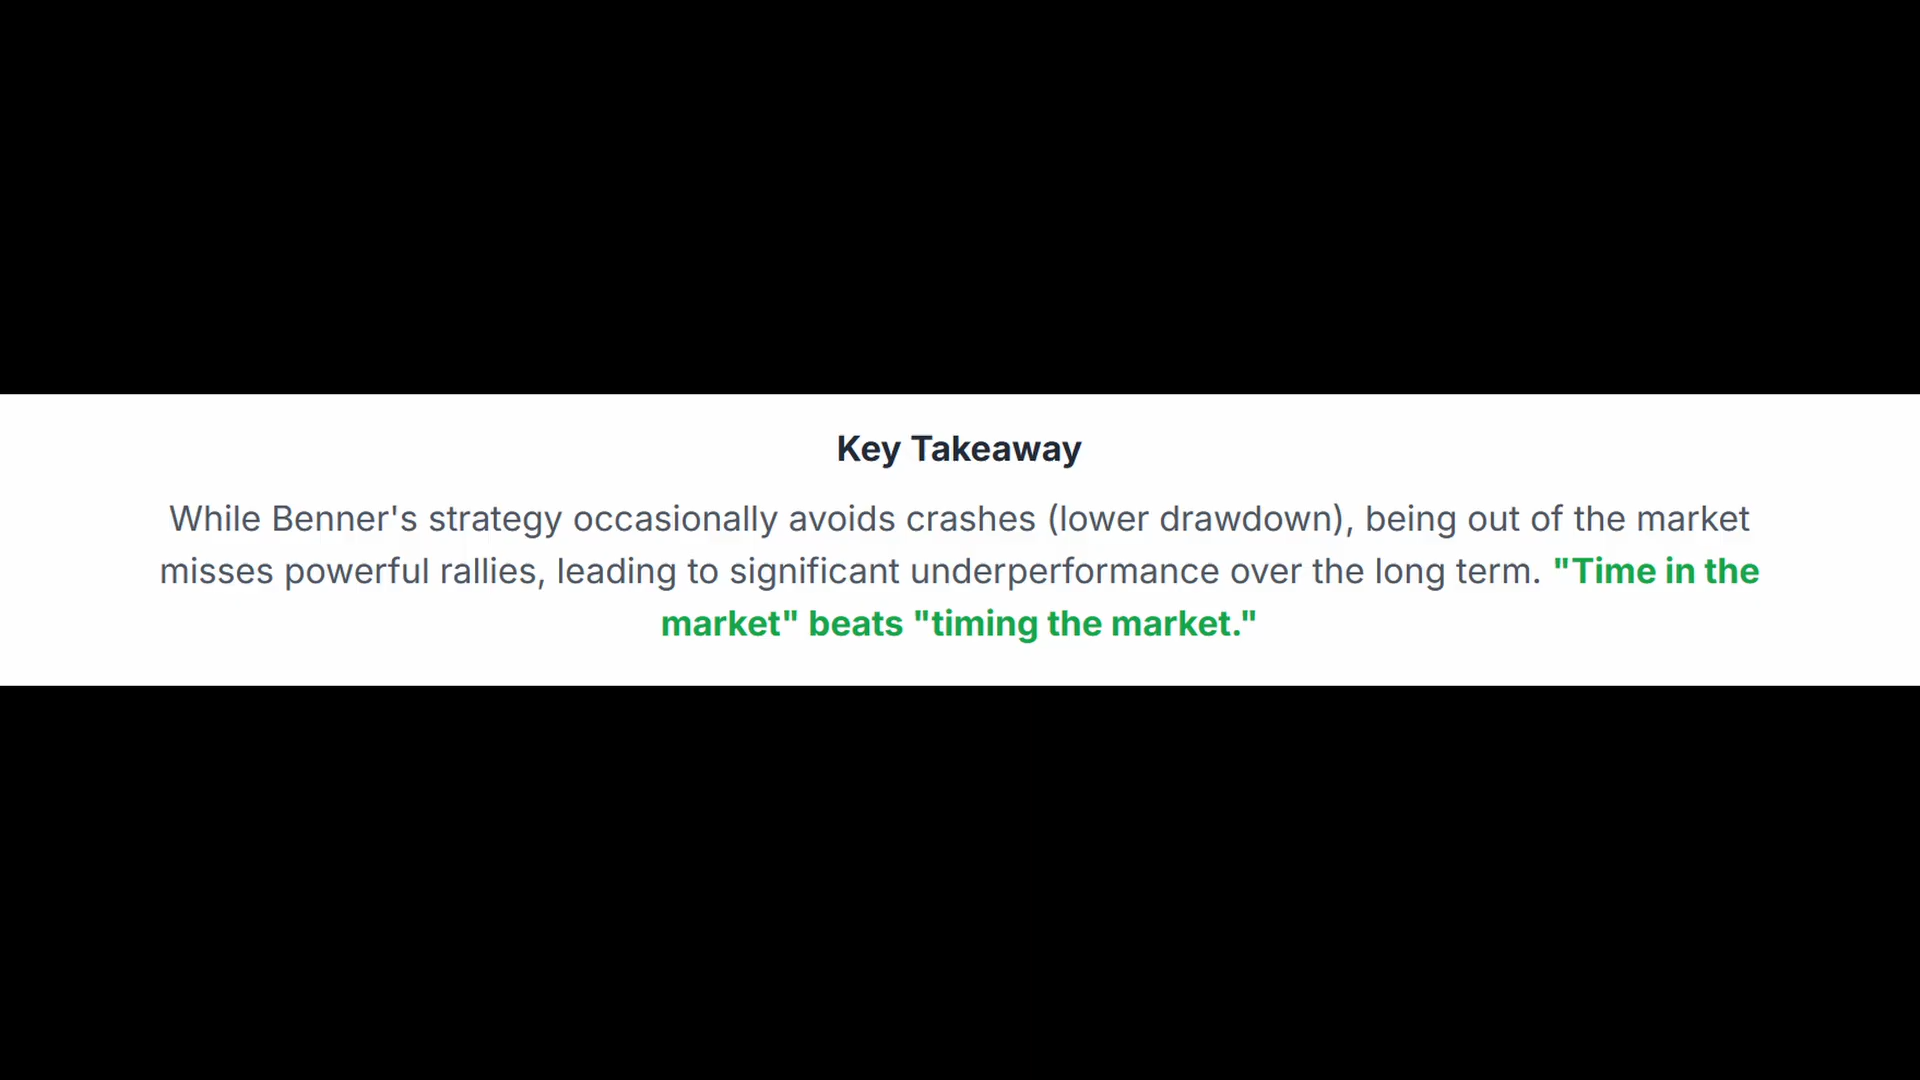 Key Takeaway
While Benner's strategy occasionally avoids crashes (lower drawdown), being out of the market
misses powerful rallies, leading to significant underperformance over the long term. "Time in the
market" beats "timing the market."